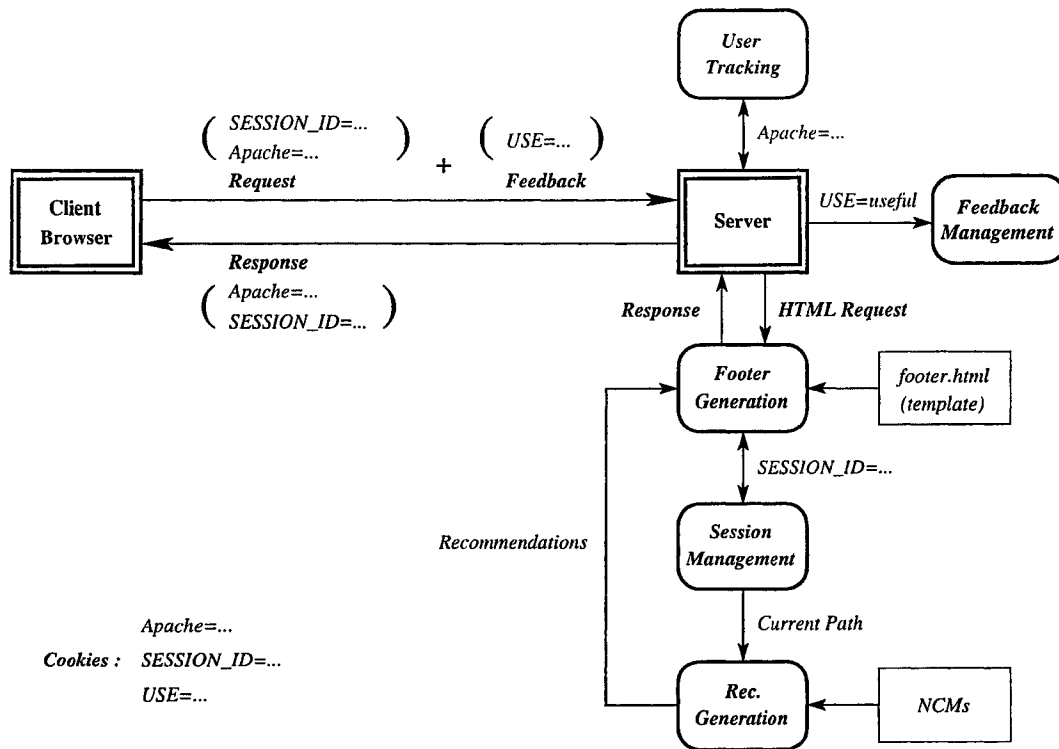 User
Tracking
( SESSION_ID=... )
Apache=...
+
( USE=... )
Apache=...
Request
Feedback
Client
Browser
Server
USE=useful
Feedback
Management
Response
( Apache=... )
SESSION_ID=...
Response
HTML Request
Footer
Generation
footer.html
(template)
SESSION_ID=...
Recommendations
Session
Management
Current Path
Apache=...
Cookies : SESSION_ID=...
USE=...
Rec.
Generation
NCMs